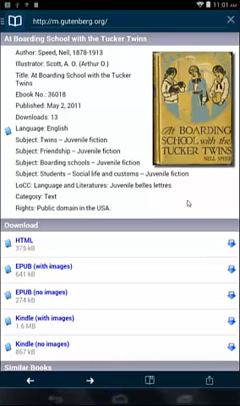 11:01 AM
http://m.gutenberg.org/
At Boarding School with the Tucker Twins
Author: Speed, Nell, 1878-1913
Illustrator: Scott, A. O. (Arthur O.)
Title: At Boarding School with the Tucker
Twins
Ebook No.: 36018
Published: May 2, 2011
Downloads: 13
Language: English
Subject: Twins -- Juvenile fiction
Subject: Friendship -- Juvenile fiction
Subject: Boarding schools -- Juvenile fiction
Subject: Students -- Social life and customs -- Juvenile fiction
LoCC: Language and Literatures: Juvenile belles lettres
Category: Text
Rights: Public domain in the USA.
At BOARDING
SCHOOL with the
TUCKER TWINS
NELL SPEED
Download
HTML
375 kB
EPUB (with images)
641 kB
EPUB (no images)
274 kB
Kindle (with images)
1.6 MB
Kindle (no images)
867 kB
Similar Books